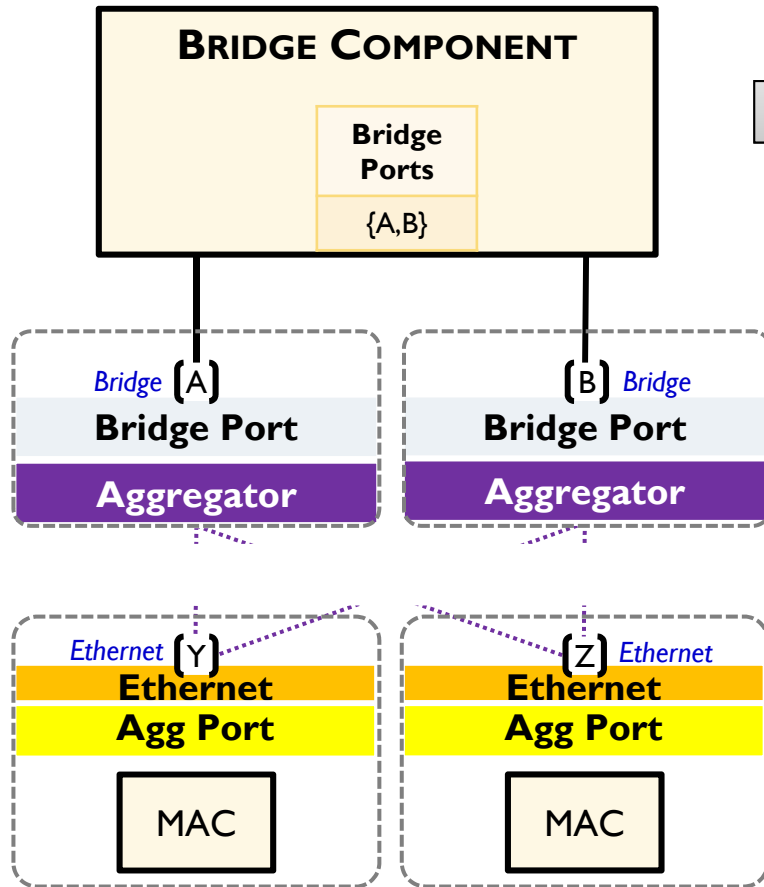 BRIDGE COMPONENT
Bridge
Ports
{A,B}
Bridge [A]
[B] Bridge
Bridge Port
Bridge Port
Aggregator
Aggregator
Ethernet [Y]
[Z] Ethernet
Ethernet
Ethernet
Agg Port
Agg Port
MAC
MAC